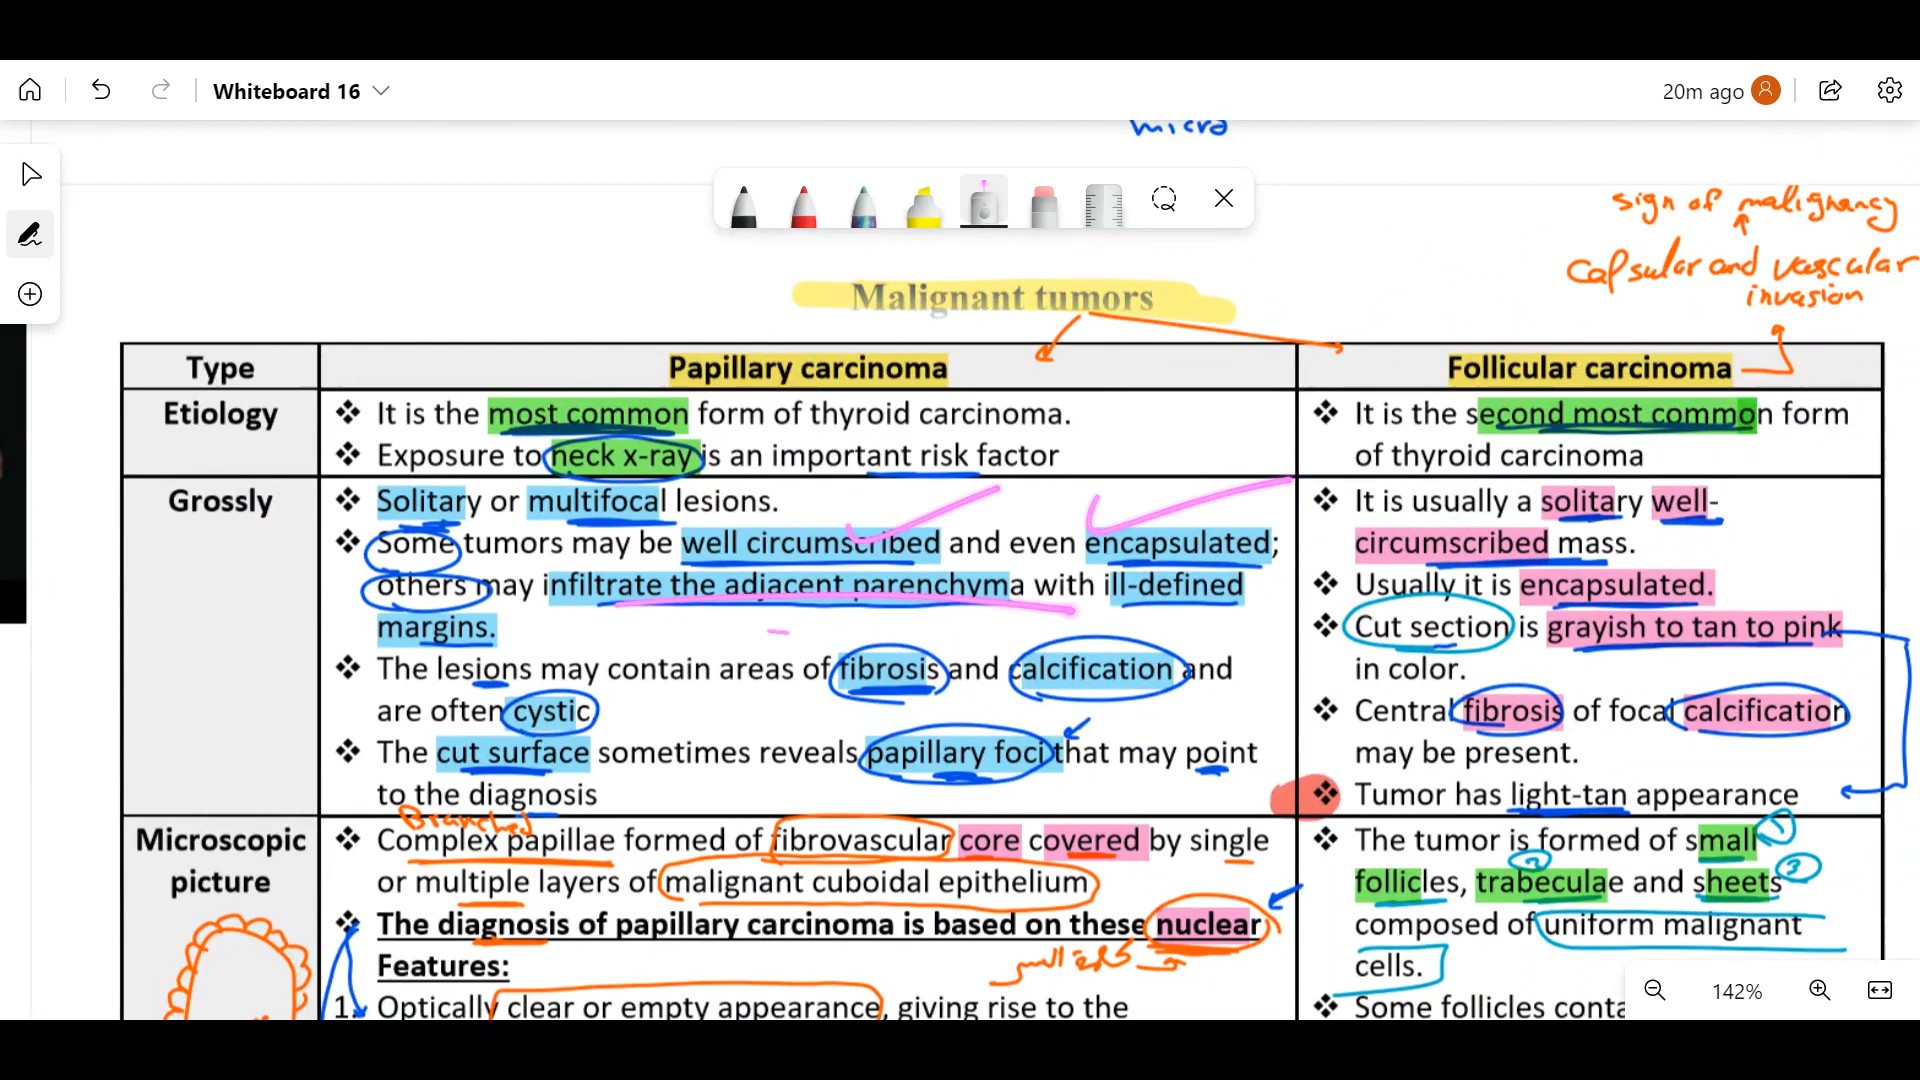 Whiteboard 16
20m ago
micro
sign of malignancy
Capsular and vascular
invasion
Malignant tumors
Type
Papillary carcinoma
Follicular carcinoma
Etiology
❖ It is the most common form of thyroid carcinoma.
❖ Exposure to neck x-ray is an important risk factor
❖ It is the second most common form
of thyroid carcinoma
Grossly
❖ Solitary or multifocal lesions.
❖ Some tumors may be well circumscribed and even encapsulated;
others may infiltrate the adjacent parenchyma with ill-defined
margins.
❖ The lesions may contain areas of fibrosis and calcification and
are often cystic
❖ The cut surface sometimes reveals papillary foci that may point
to the diagnosis
❖ It is usually a solitary well-
circumscribed mass.
❖ Usually it is encapsulated.
❖ Cut section is grayish to tan to pink
in color.
❖ Central fibrosis of focal calcification
may be present.
❖ Tumor has light-tan appearance
Microscopic
picture
Branched
❖ Complex papillae formed of fibrovascular core covered by single
or multiple layers of malignant cuboidal epithelium
❖ The diagnosis of papillary carcinoma is based on these nuclear
Features:
1. Optically clear or empty appearance, giving rise to the
❖ The tumor is formed of small 1
2 3
follicles, trabeculae and sheets
composed of uniform malignant
cells.
❖ Some follicles conta
142%